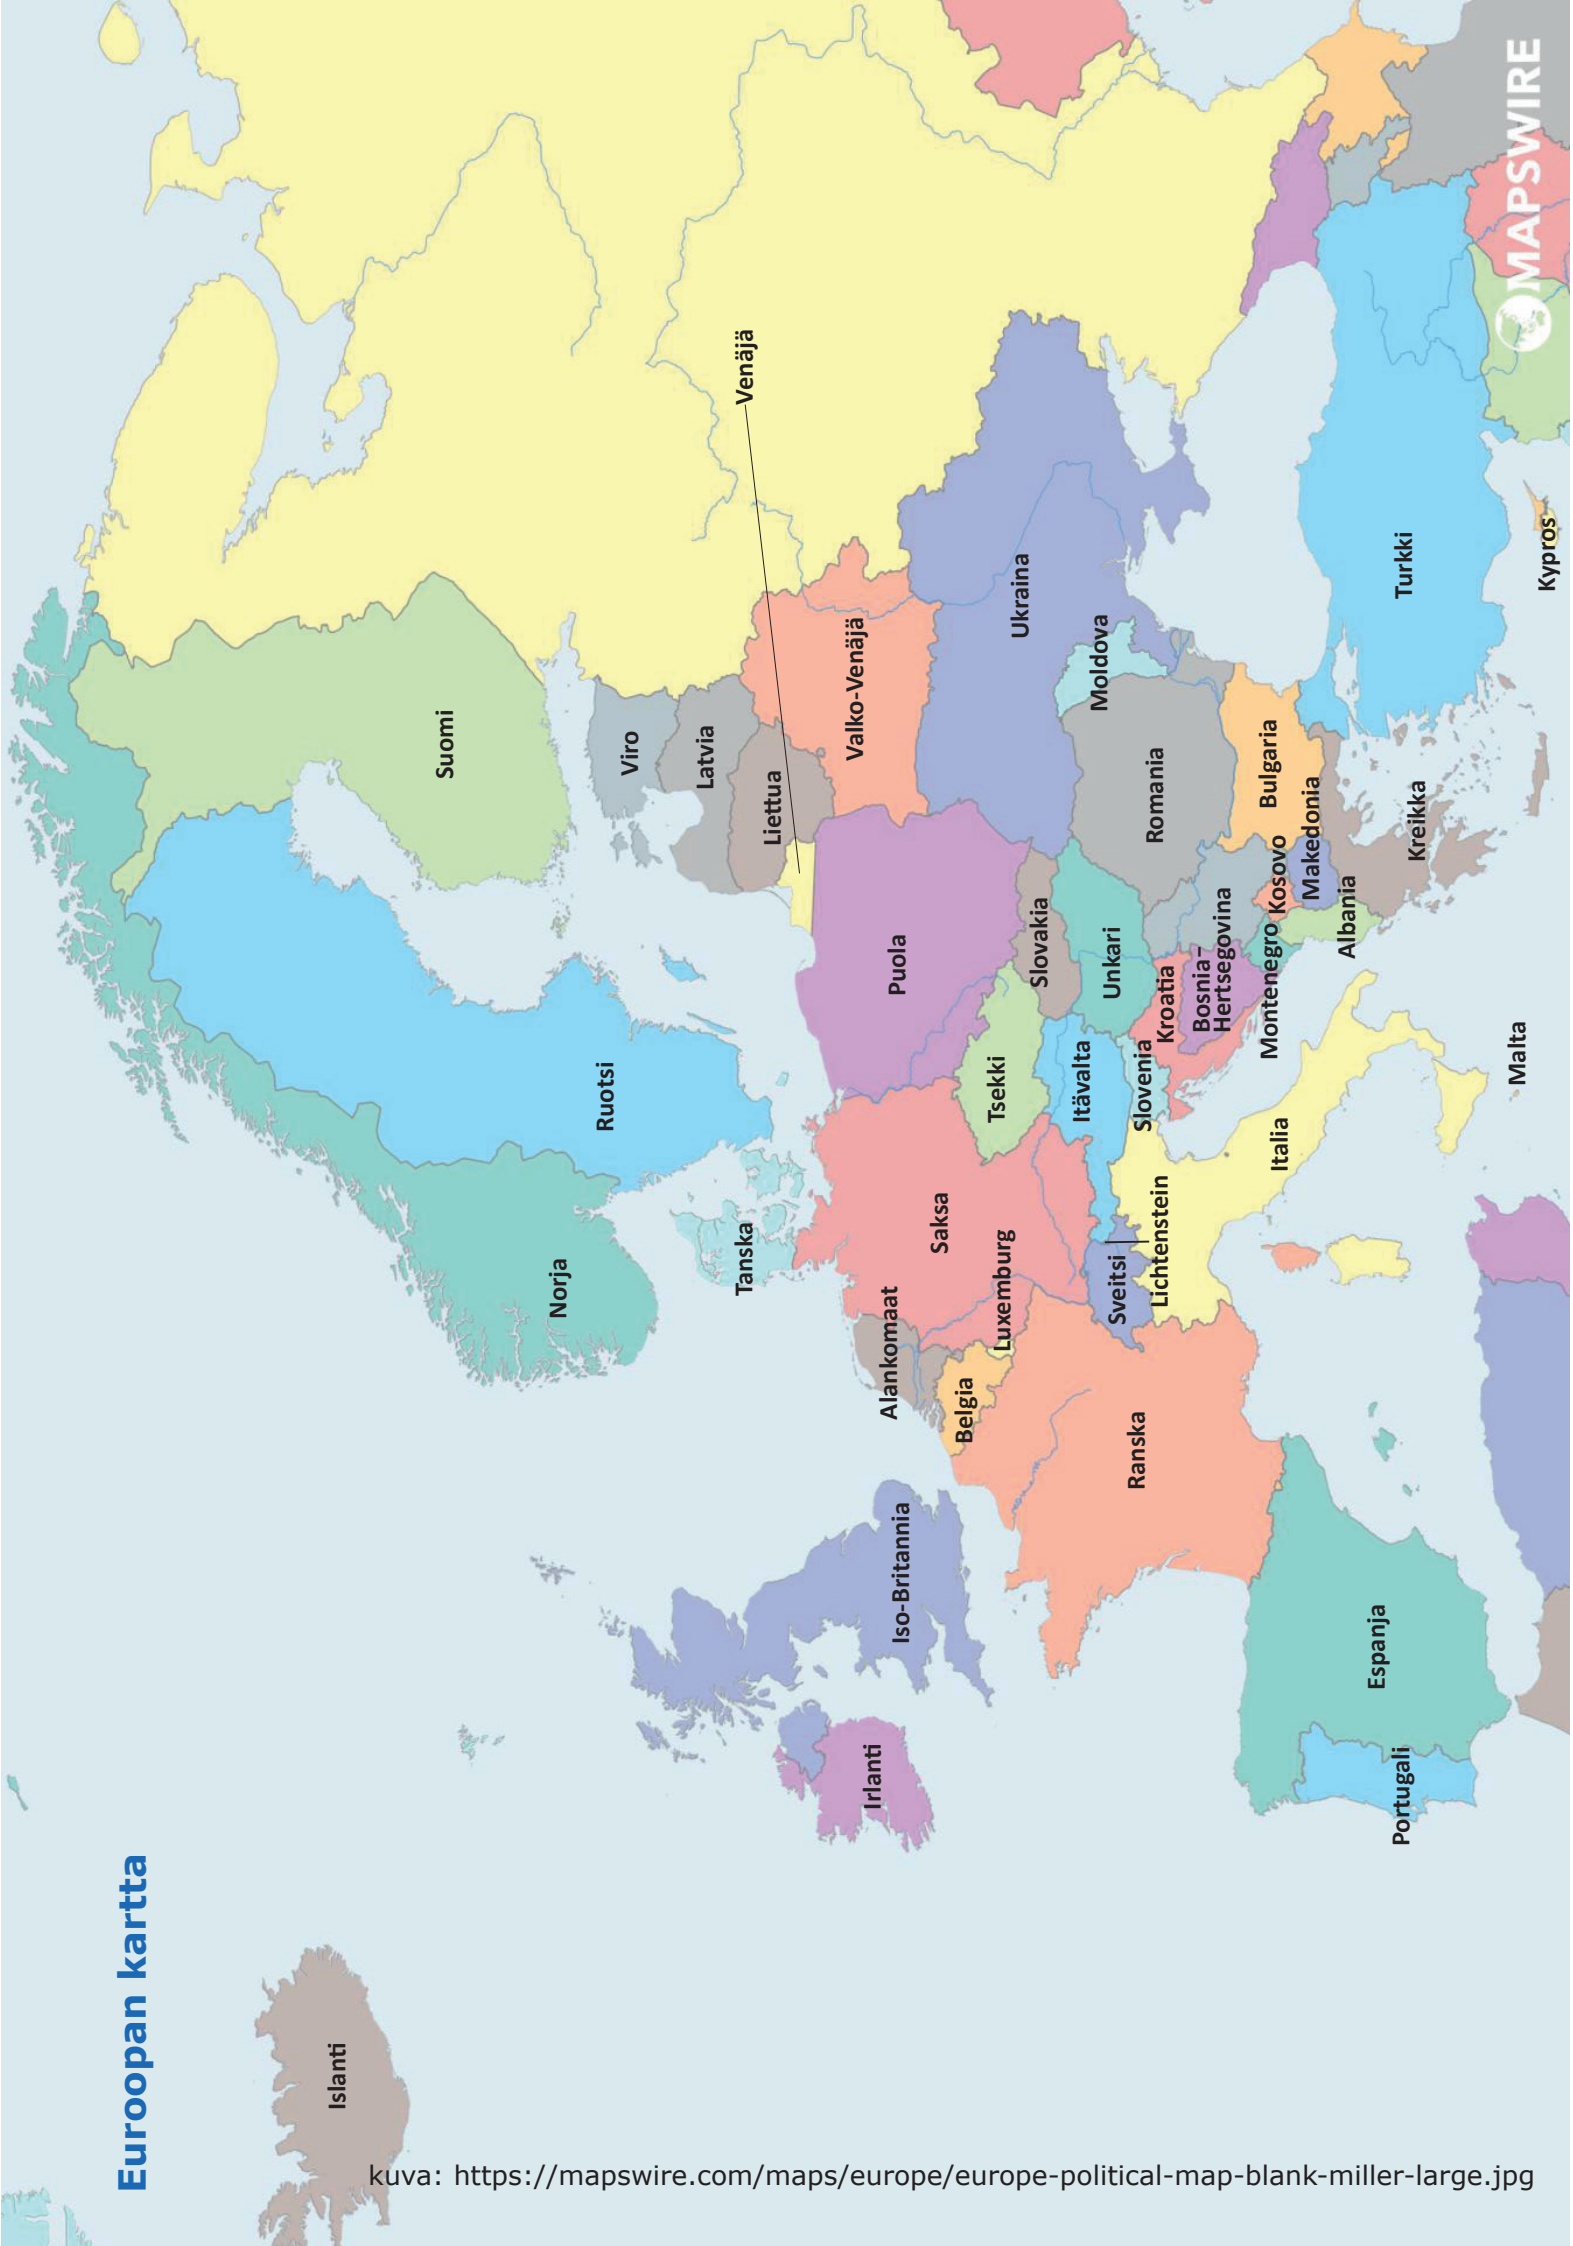 Euroopan kartta
Islanti
Norja
Ruotsi
Suomi
Viro
Latvia
Liettua
Venäjä
Tanska
Irlanti
Iso-Britannia
Alankomaat
Belgia
Luxemburg
Saksa
Puola
Valko-Venäjä
Ukraina
Tsekki
Slovakia
Moldova
Ranska
Sveitsi
Lichtenstein
Itävalta
Unkari
Slovenia
Kroatia
Romania
Bosnia-
Hertsegovina
Montenegro
Kosovo
Bulgaria
Makedonia
Albania
Italia
Portugali
Espanja
Kreikka
Turkki
Malta
Kypros
MAPSWIRE
kuva: https://mapswire.com/maps/europe/europe-political-map-blank-miller-large.jpg